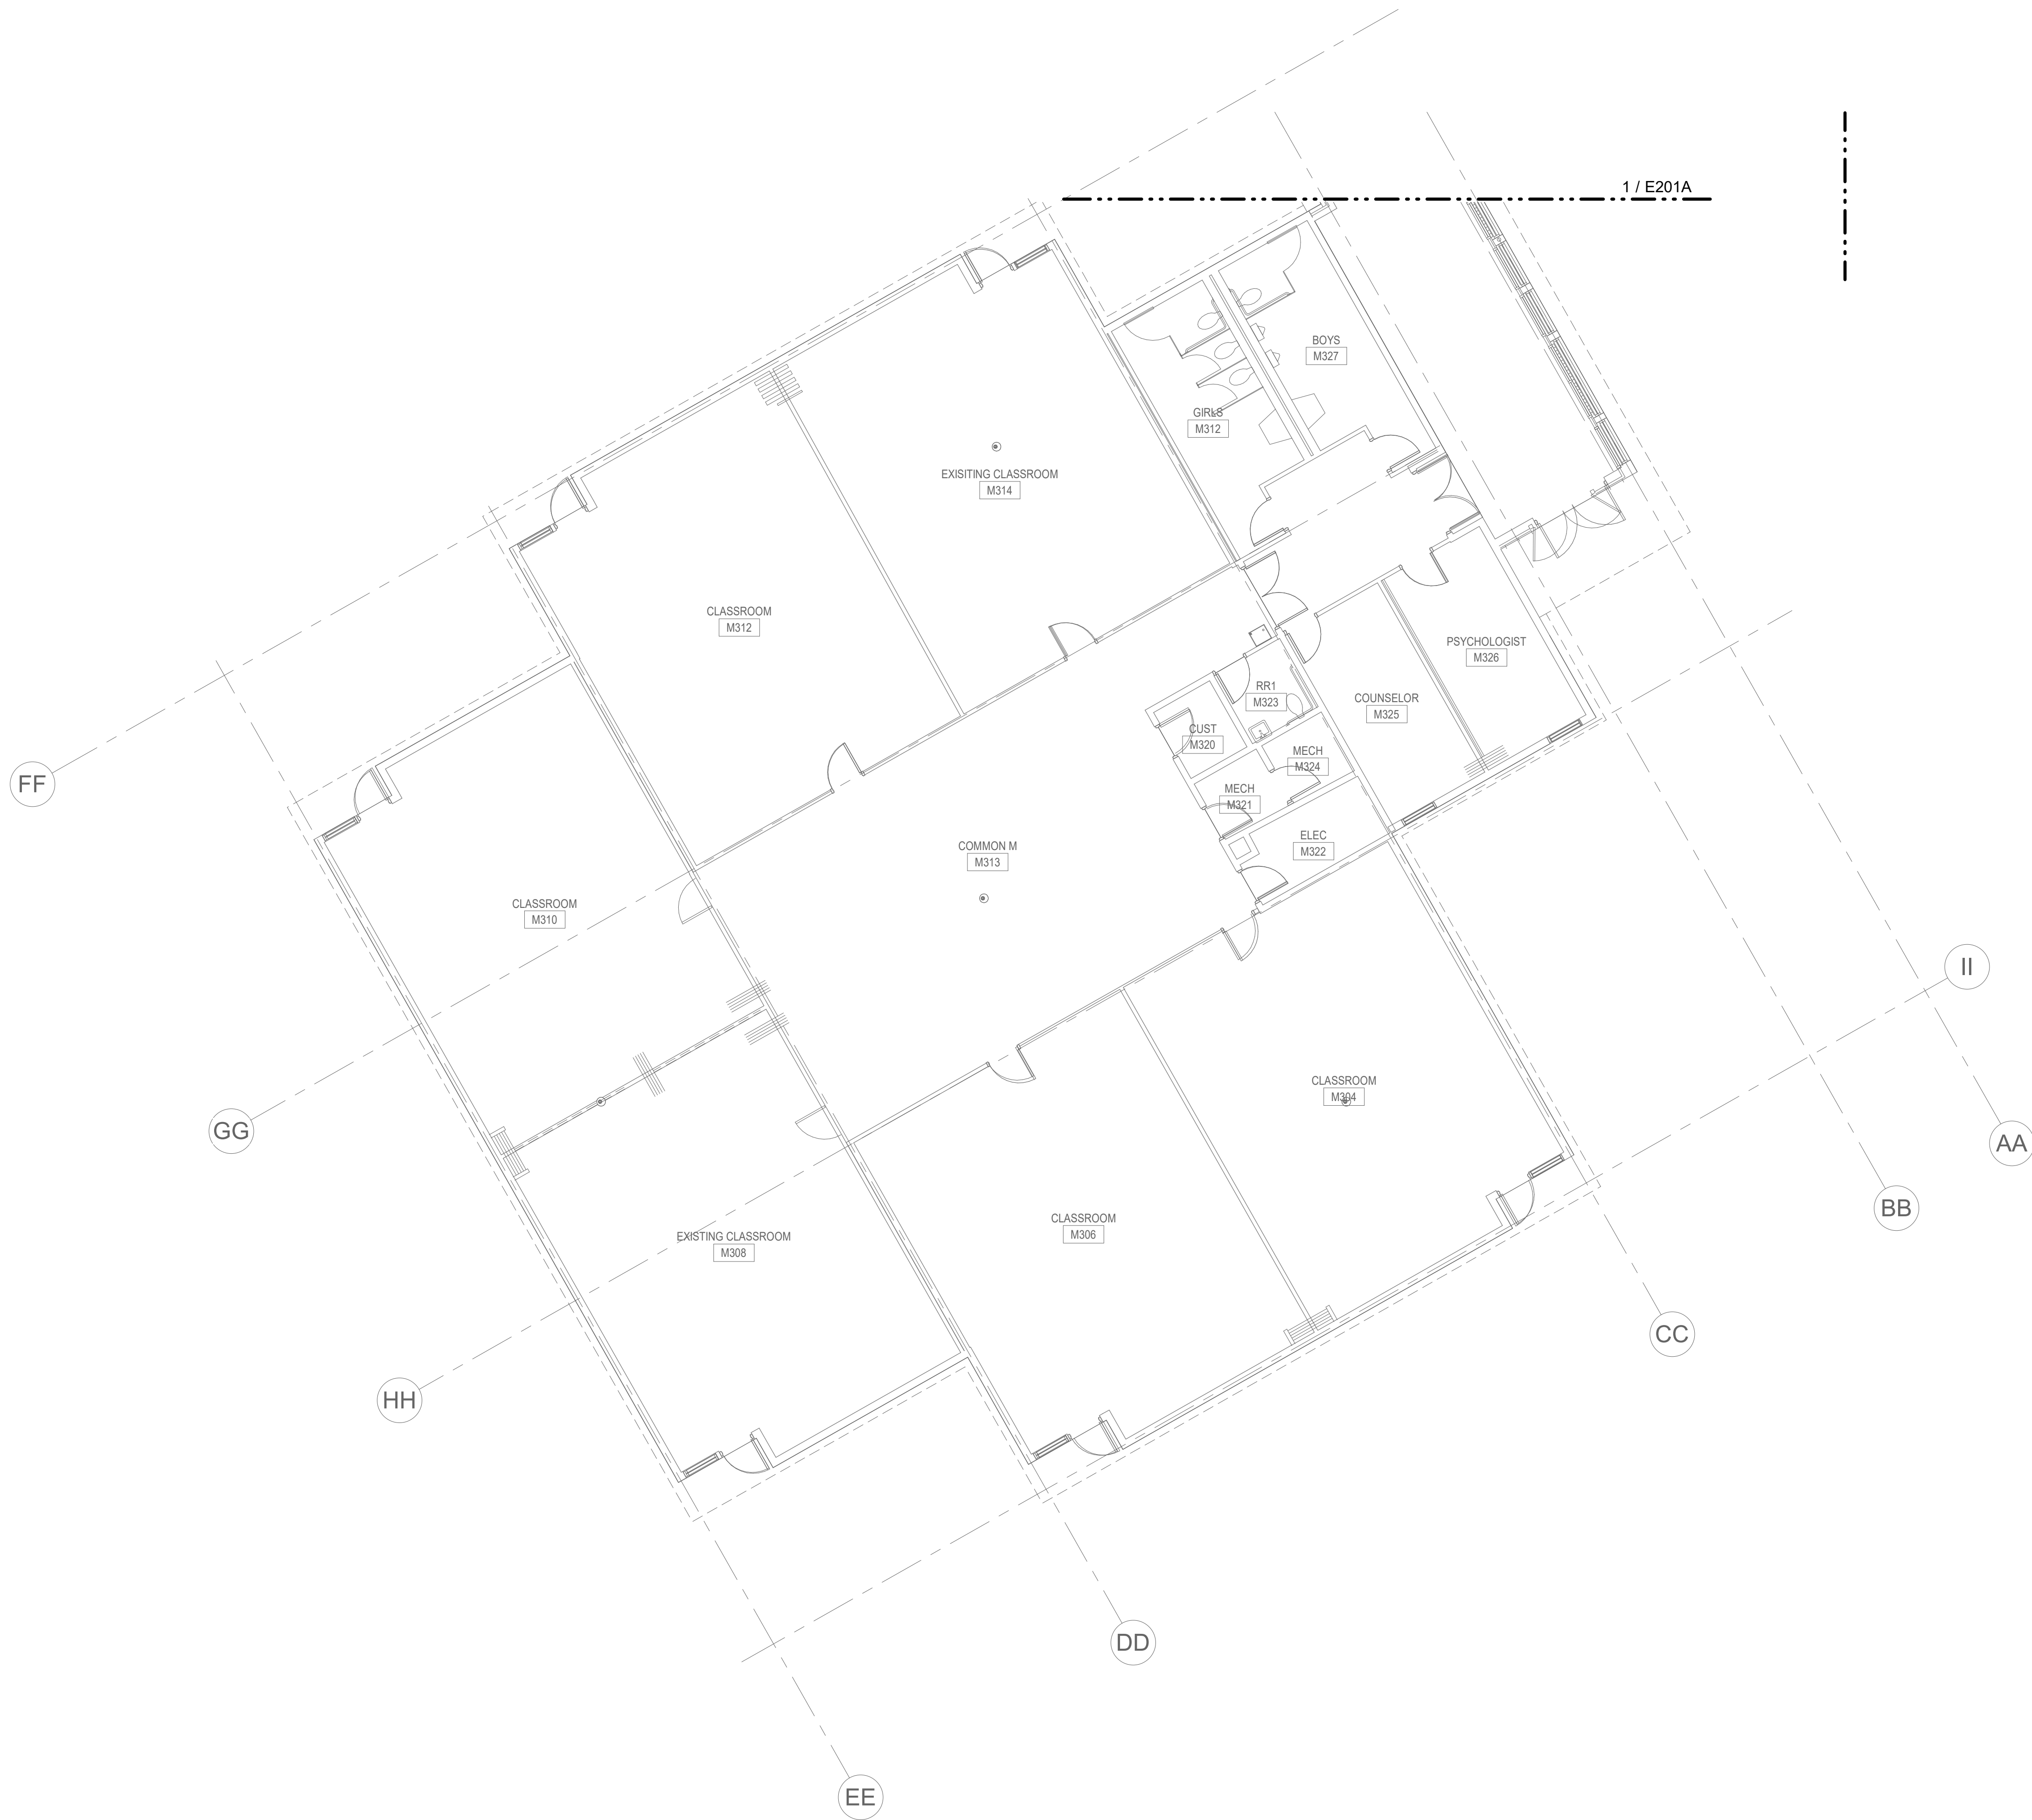 1 / E201A
BOYS
M327
GIRLS
M312
EXISITING CLASSROOM
M314
CLASSROOM
M312
PSYCHOLOGIST
M326
RR1
M323
COUNSELOR
M325
CUST
M320
MECH
M324
FF
MECH
M321
ELEC
M322
COMMON M
M313
CLASSROOM
M310
II
CLASSROOM
M304
GG
AA
BB
CLASSROOM
M306
EXISTING CLASSROOM
M308
CC
HH
DD
EE